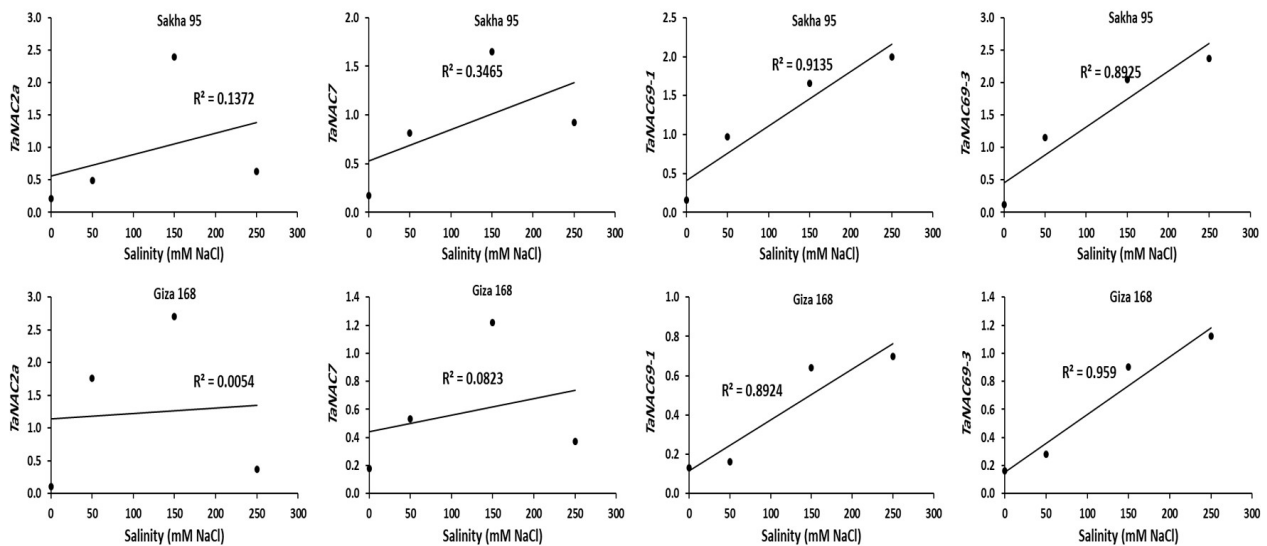 Sakha 95
TaNAC2a
3.0
2.5
2.0
1.5
1.0
0.5
0.0
R² = 0.1372
0 50 100 150 200 250 300
Salinity (mM NaCl)
Sakha 95
TaNAC7
2.0
1.5
1.0
0.5
0.0
R² = 0.3465
0 50 100 150 200 250 300
Salinity (mM NaCl)
Sakha 95
TaNAC69-1
2.5
2.0
1.5
1.0
0.5
0.0
R² = 0.9135
0 50 100 150 200 250 300
Salinity (mM NaCl)
Sakha 95
TaNAC69-3
3.0
2.5
2.0
1.5
1.0
0.5
0.0
R² = 0.8925
0 50 100 150 200 250 300
Salinity (mM NaCl)
Giza 168
TaNAC2a
3.0
2.5
2.0
1.5
1.0
0.5
0.0
R² = 0.0054
0 50 100 150 200 250 300
Salinity (mM NaCl)
Giza 168
TaNAC7
1.4
1.2
1.0
0.8
0.6
0.4
0.2
0.0
R² = 0.0823
0 50 100 150 200 250 300
Salinity (mM NaCl)
Giza 168
TaNAC69-1
1.0
0.8
0.6
0.4
0.2
0.0
R² = 0.8924
0 50 100 150 200 250 300
Salinity (mM NaCl)
Giza 168
TaNAC69-3
1.4
1.2
1.0
0.8
0.6
0.4
0.2
0.0
R² = 0.959
0 50 100 150 200 250 300
Salinity (mM NaCl)